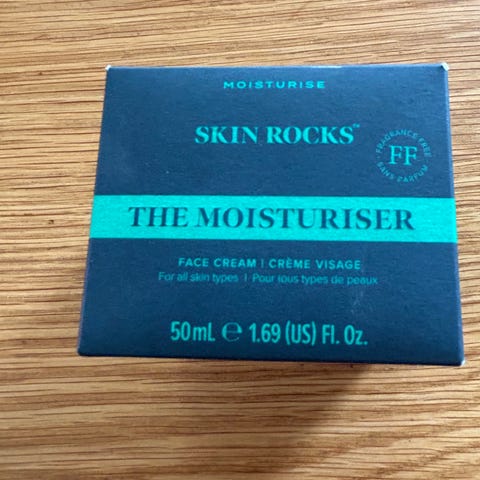 MOISTURISE
SKIN ROCKS™
FRAGRANCE FREE
FF
SANS PARFUM
THE MOISTURISER
FACE CREAM | CRÈME VISAGE
For all skin types | Pour tous types de peaux
50mL ℮ 1.69 (US) Fl. Oz.